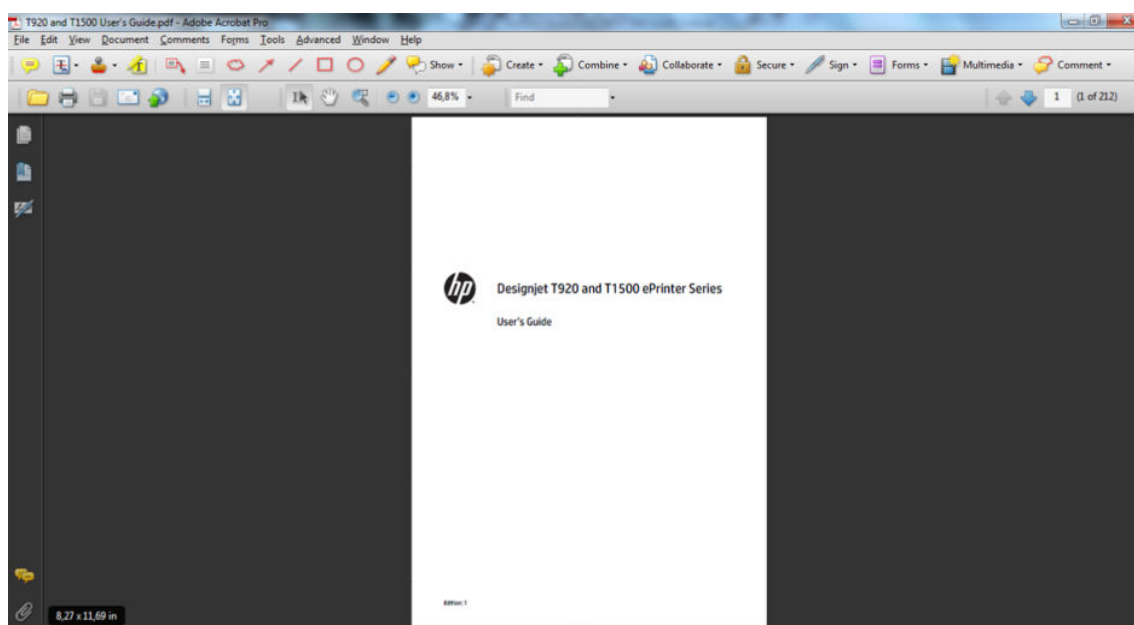 T920 and T1500 User's Guide.pdf - Adobe Acrobat Pro
File Edit View Document Comments Forms Tools Advanced Window Help
Show Create Combine Collaborate Secure Sign Forms Multimedia Comment
46,8% Find 1 (1 of 212)
hp Designjet T920 and T1500 ePrinter Series
User's Guide
Edition: 1
8,27 x 11,69 in